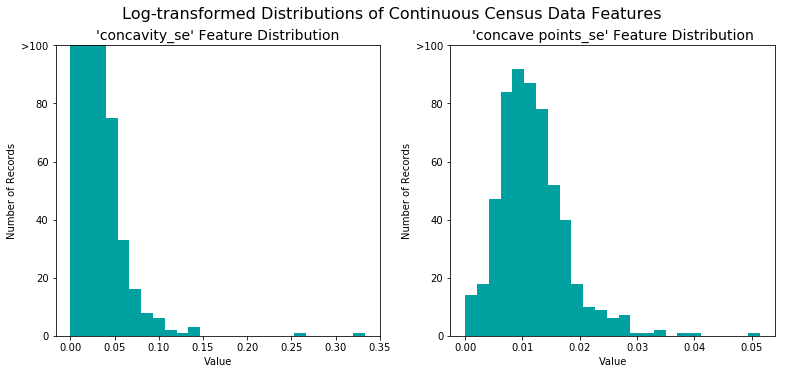 Log-transformed Distributions of Continuous Census Data Features
'concavity_se' Feature Distribution
Number of Records
>100
80
60
40
20
0
0.00 0.05 0.10 0.15 0.20 0.25 0.30 0.35
Value
'concave points_se' Feature Distribution
Number of Records
>100
80
60
40
20
0
0.00 0.01 0.02 0.03 0.04 0.05
Value